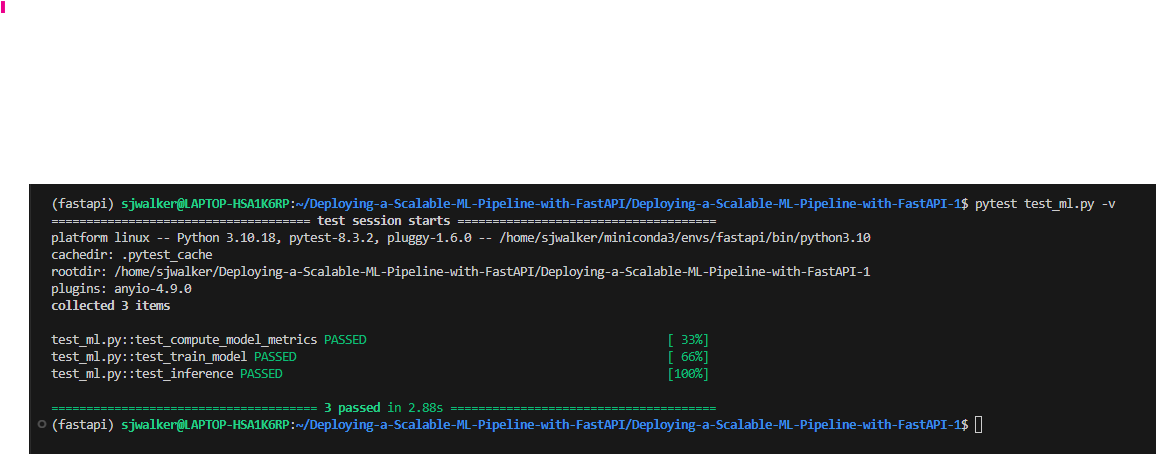 (fastapi) sjwalker@LAPTOP-HSA1K6RP:~/Deploying-a-Scalable-ML-Pipeline-with-FastAPI/Deploying-a-Scalable-ML-Pipeline-with-FastAPI-1$ pytest test_ml.py -v
===================================== test session starts =====================================
platform linux -- Python 3.10.18, pytest-8.3.2, pluggy-1.6.0 -- /home/sjwalker/miniconda3/envs/fastapi/bin/python3.10
cachedir: .pytest_cache
rootdir: /home/sjwalker/Deploying-a-Scalable-ML-Pipeline-with-FastAPI/Deploying-a-Scalable-ML-Pipeline-with-FastAPI-1
plugins: anyio-4.9.0
collected 3 items
test_ml.py::test_compute_model_metrics PASSED [ 33%]
test_ml.py::test_train_model PASSED [ 66%]
test_ml.py::test_inference PASSED [100%]
====================================== 3 passed in 2.88s ======================================
(fastapi) sjwalker@LAPTOP-HSA1K6RP:~/Deploying-a-Scalable-ML-Pipeline-with-FastAPI/Deploying-a-Scalable-ML-Pipeline-with-FastAPI-1$